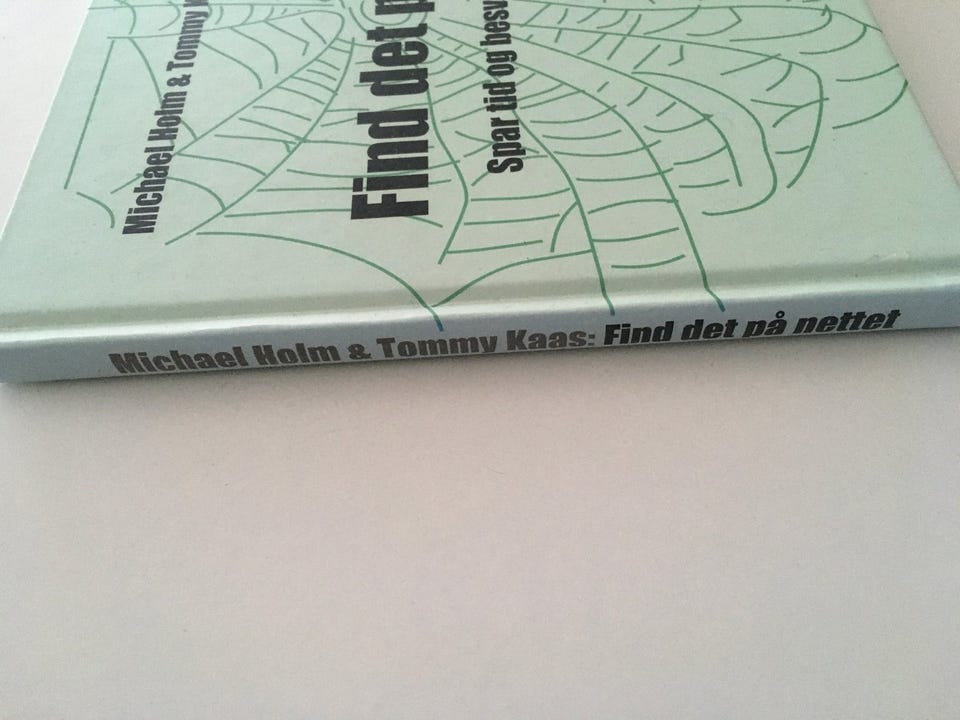 Michael Holm & Tommy
Find det
Spar tid og
Michael Holm & Tommy Kaas: Find det på nettet